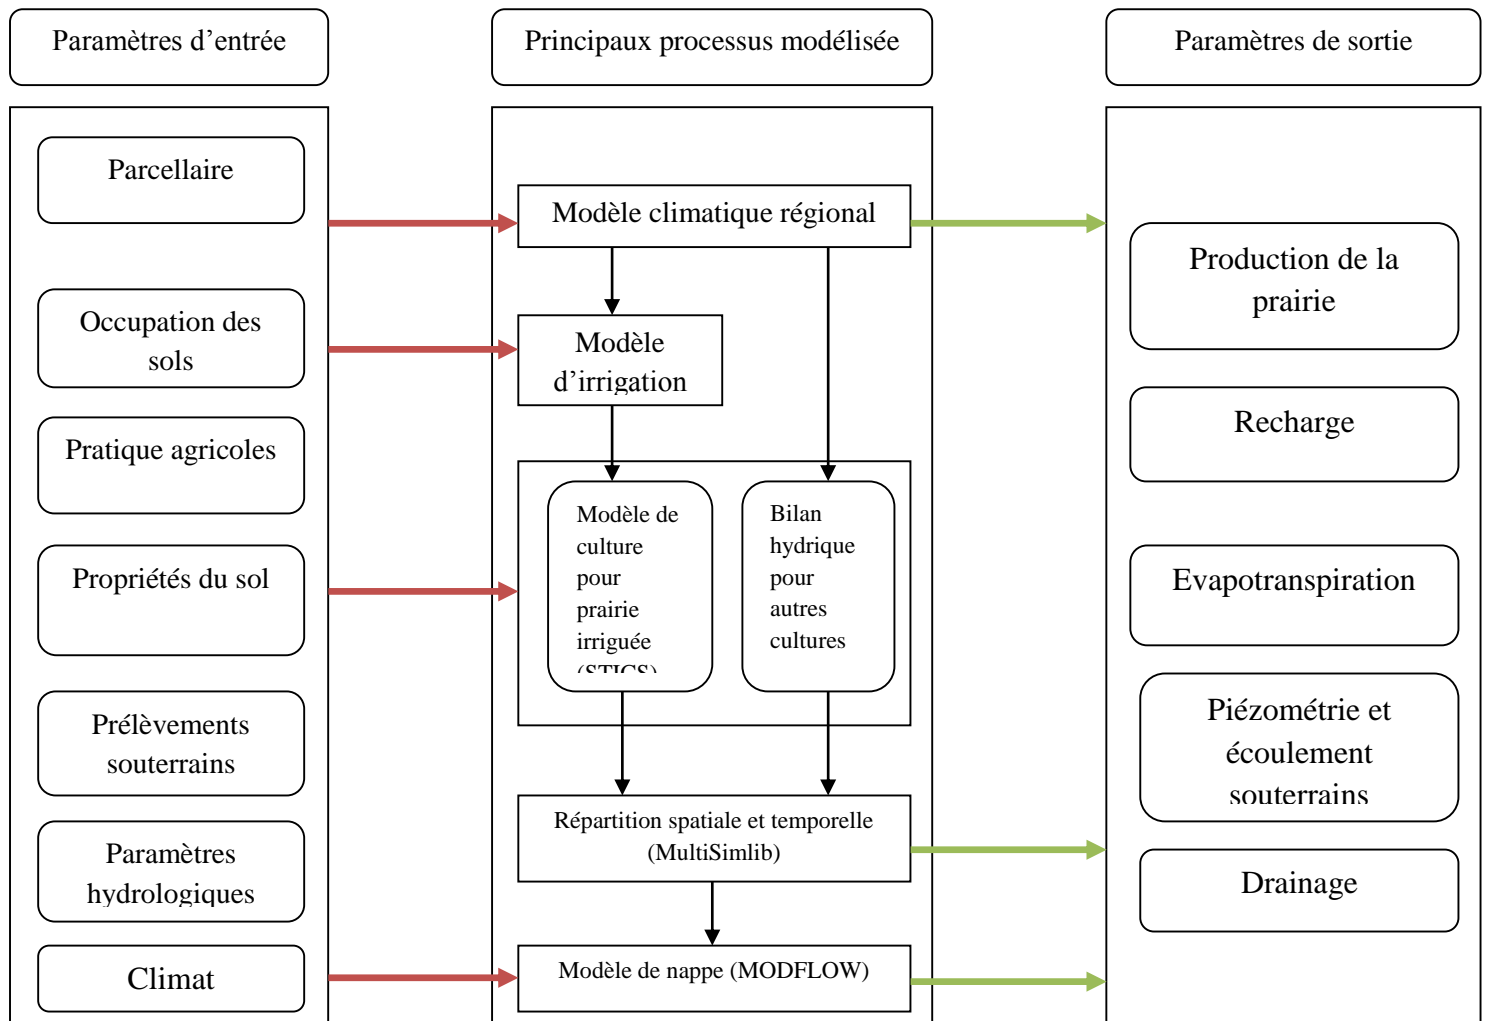 Paramètres d’entrée
Principaux processus modélisée
Paramètres de sortie
Parcellaire
Occupation des
sols
Pratique agricoles
Propriétés du sol
Prélèvements
souterrains
Paramètres
hydrologiques
Climat
Modèle climatique régional
Modèle
d’irrigation
Modèle de
culture
pour
prairie
irriguée
(STICS)
Bilan
hydrique
pour
autres
cultures
Répartition spatiale et temporelle
(MultiSimlib)
Modèle de nappe (MODFLOW)
Production de la
prairie
Recharge
Evapotranspiration
Piézométrie et
écoulement
souterrains
Drainage